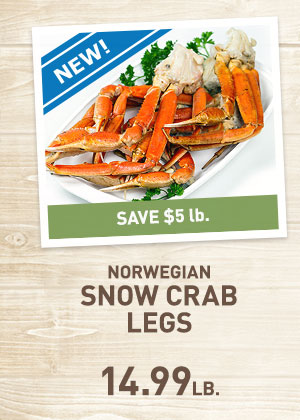 NEW!
SAVE $5 lb.
NORWEGIAN
SNOW CRAB
LEGS
14.99LB.